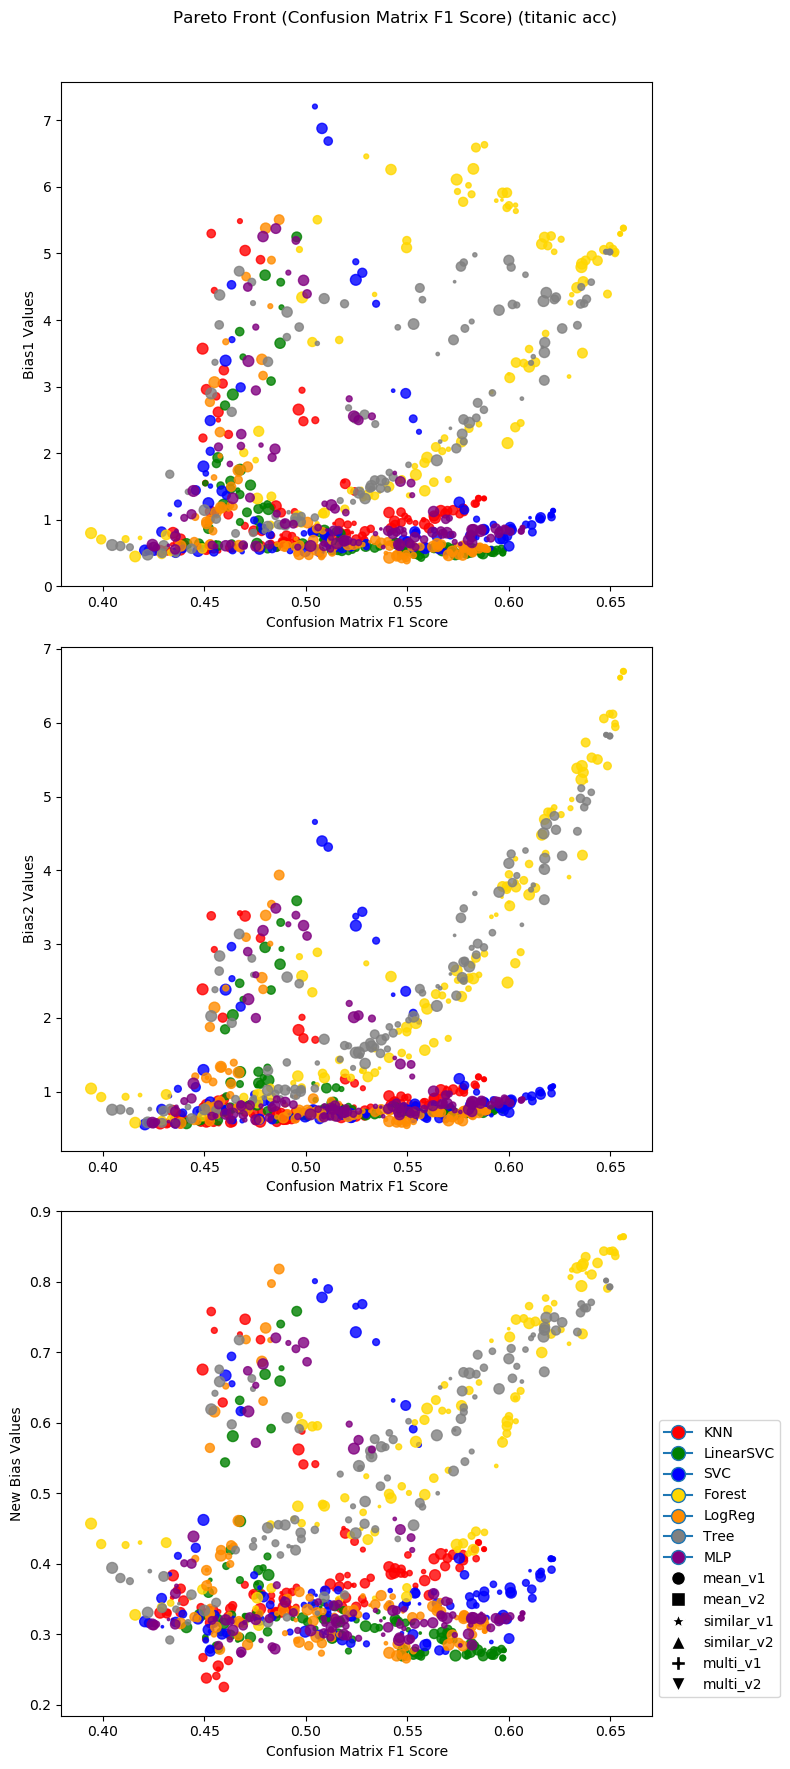 Pareto Front (Confusion Matrix F1 Score) (titanic acc)
7
6
5
4
3
2
1
0
Bias1 Values
0.40 0.45 0.50 0.55 0.60 0.65
Confusion Matrix F1 Score
7
6
5
4
3
2
1
Bias2 Values
0.40 0.45 0.50 0.55 0.60 0.65
Confusion Matrix F1 Score
0.9
0.8
0.7
0.6
0.5
0.4
0.3
0.2
New Bias Values
0.40 0.45 0.50 0.55 0.60 0.65
Confusion Matrix F1 Score
KNN
LinearSVC
SVC
Forest
LogReg
Tree
MLP
mean_v1
mean_v2
similar_v1
similar_v2
multi_v1
multi_v2